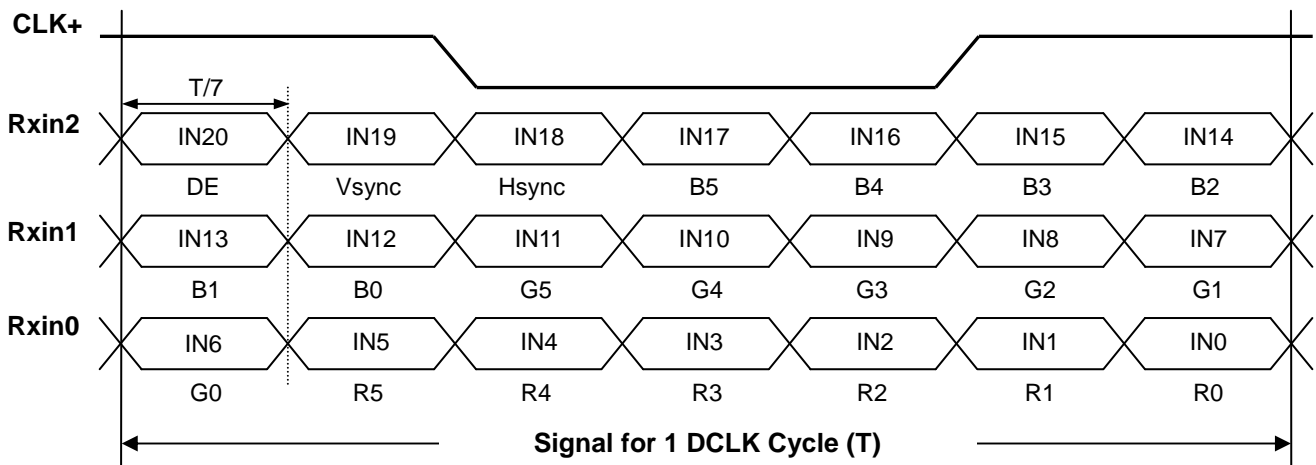 CLK+
T/7
Rxin2 IN20 IN19 IN18 IN17 IN16 IN15 IN14
DE Vsync Hsync B5 B4 B3 B2
Rxin1 IN13 IN12 IN11 IN10 IN9 IN8 IN7
B1 B0 G5 G4 G3 G2 G1
Rxin0 IN6 IN5 IN4 IN3 IN2 IN1 IN0
G0 R5 R4 R3 R2 R1 R0
Signal for 1 DCLK Cycle (T)